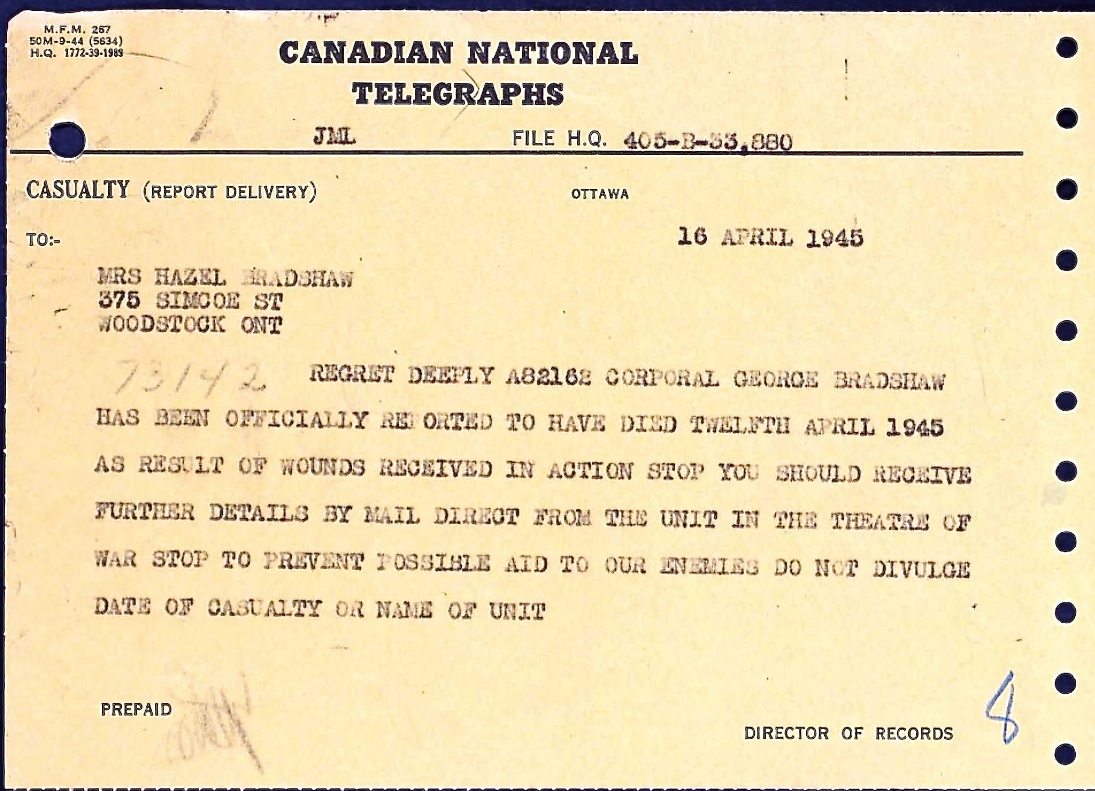 M.F.M. 267
50M-9-44 (5634)
H.Q. 1772-39-1989
CANADIAN NATIONAL
TELEGRAPHS
JML FILE H.Q. 405-B-33,880
CASUALTY (REPORT DELIVERY) OTTAWA
TO:- 16 APRIL 1945
MRS HAZEL BRADSHAW
375 SIMCOE ST
WOODSTOCK ONT
73142 REGRET DEEPLY A82162 CORPORAL GEORGE BRADSHAW
HAS BEEN OFFICIALLY REPORTED TO HAVE DIED TWELFTH APRIL 1945
AS RESULT OF WOUNDS RECEIVED IN ACTION STOP YOU SHOULD RECEIVE
FURTHER DETAILS BY MAIL DIRECT FROM THE UNIT IN THE THEATRE OF
WAR STOP TO PREVENT POSSIBLE AID TO OUR ENEMIES DO NOT DIVULGE
DATE OF CASUALTY OR NAME OF UNIT
PREPAID
DIRECTOR OF RECORDS 8